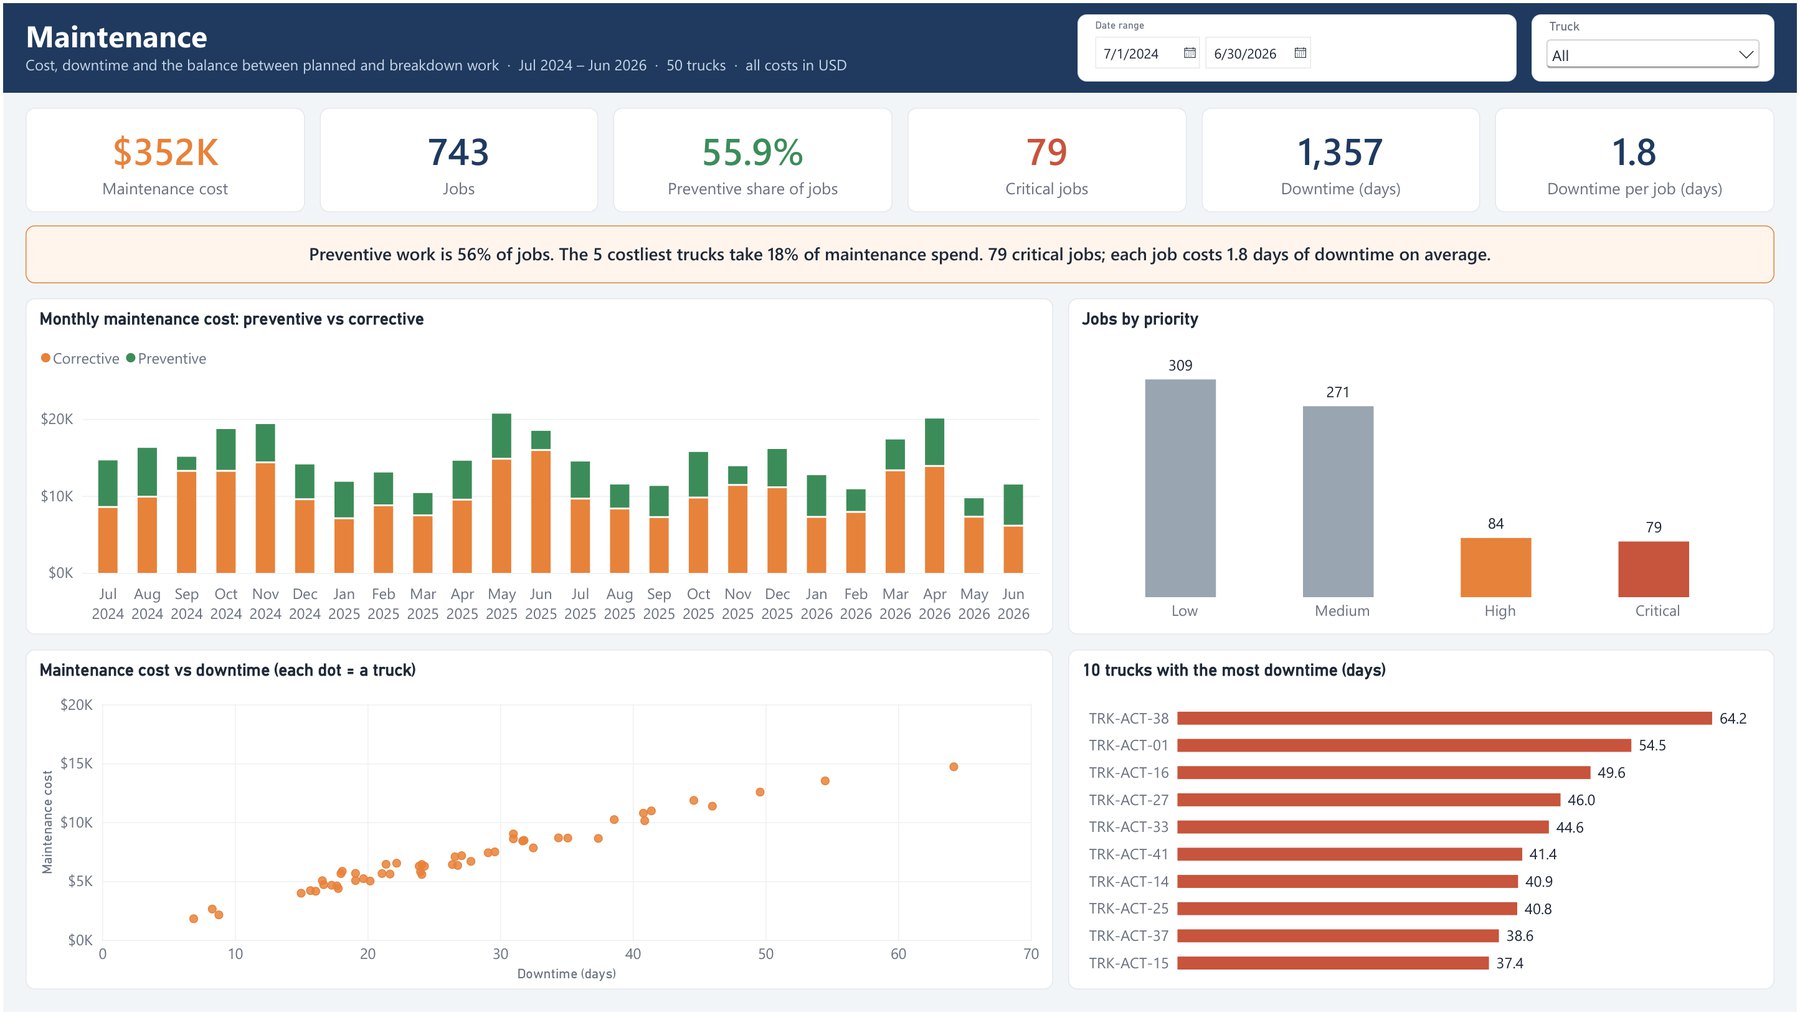 Maintenance
Cost, downtime and the balance between planned and breakdown work · Jul 2024 – Jun 2026 · 50 trucks · all costs in USD
Date range
7/1/2024 6/30/2026
Truck
All
$352K
Maintenance cost
743
Jobs
55.9%
Preventive share of jobs
79
Critical jobs
1,357
Downtime (days)
1.8
Downtime per job (days)
Preventive work is 56% of jobs. The 5 costliest trucks take 18% of maintenance spend. 79 critical jobs; each job costs 1.8 days of downtime on average.
Monthly maintenance cost: preventive vs corrective
Corrective Preventive
$20K
$10K
$0K
Jul Aug Sep Oct Nov Dec Jan Feb Mar Apr May Jun Jul Aug Sep Oct Nov Dec Jan Feb Mar Apr May Jun
2024 2024 2024 2024 2024 2024 2025 2025 2025 2025 2025 2025 2025 2025 2025 2025 2025 2025 2026 2026 2026 2026 2026 2026
Jobs by priority
309
271
84
79
Low Medium High Critical
Maintenance cost vs downtime (each dot = a truck)
Maintenance cost
$20K
$15K
$10K
$5K
$0K
0 10 20 30 40 50 60 70
Downtime (days)
10 trucks with the most downtime (days)
TRK-ACT-38 64.2
TRK-ACT-01 54.5
TRK-ACT-16 49.6
TRK-ACT-27 46.0
TRK-ACT-33 44.6
TRK-ACT-41 41.4
TRK-ACT-14 40.9
TRK-ACT-25 40.8
TRK-ACT-37 38.6
TRK-ACT-15 37.4